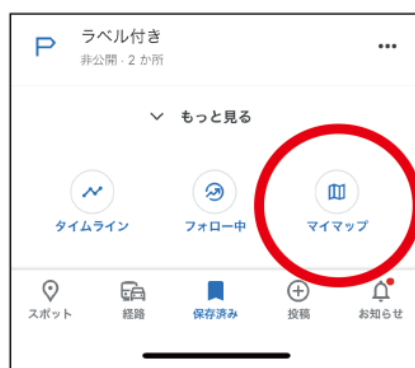 ラベル付き
非公開・2 か所
もっと見る
タイムライン
フォロー中
マイマップ
スポット
経路
保存済み
投稿
お知らせ